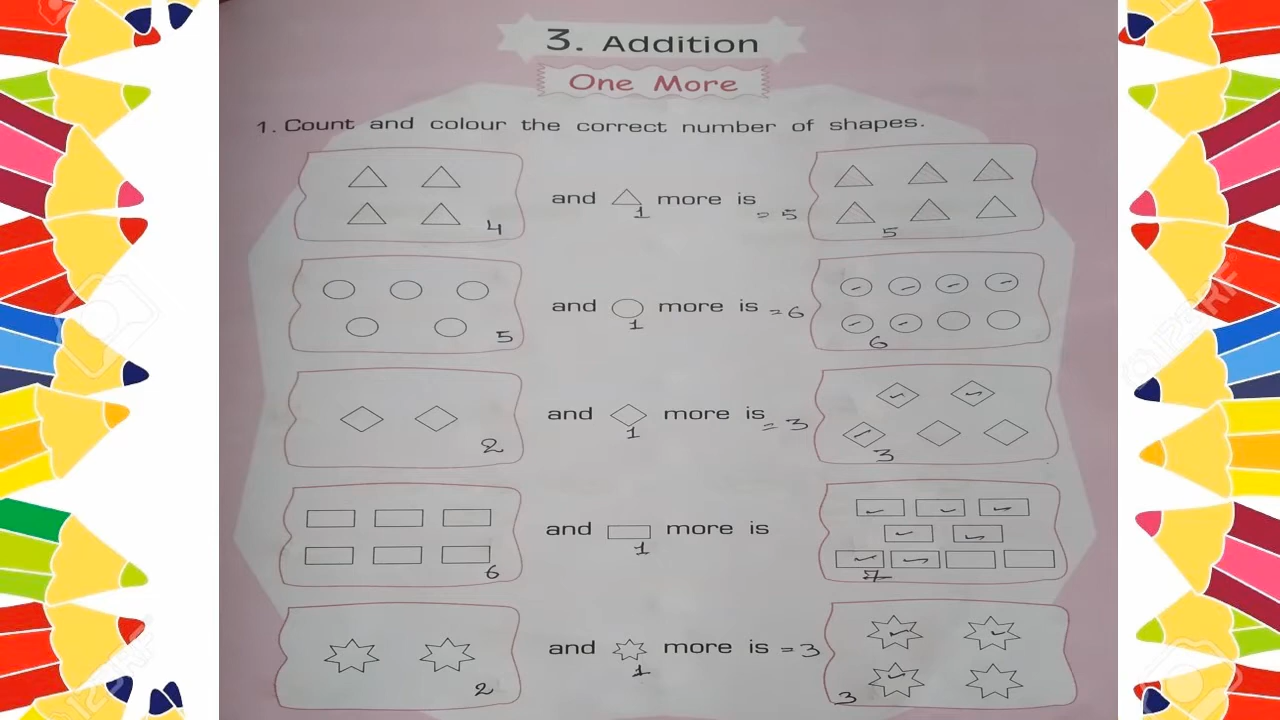 3. Addition
One More
1. Count and colour the correct number of shapes.
4 and 1 more is = 5 5
5 and 1 more is = 6 6
2 and 1 more is = 3 3
6 and 1 more is 7
2 and 1 more is = 3 3